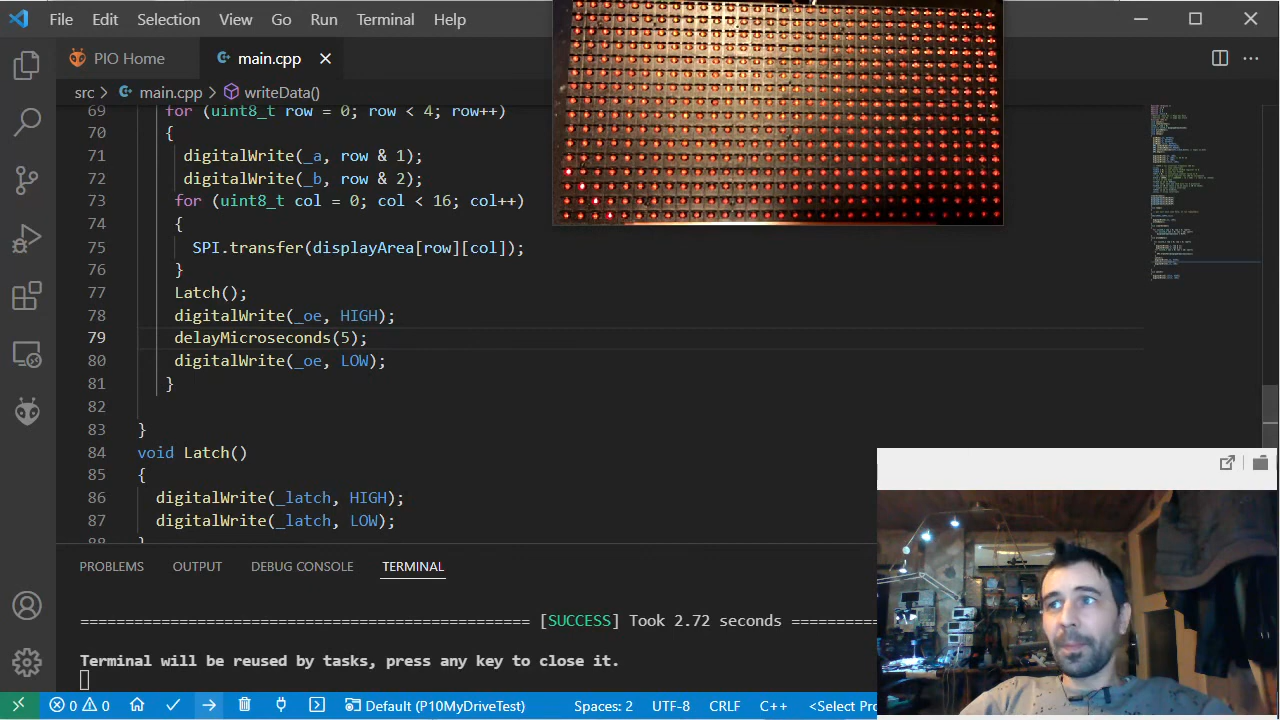 File Edit Selection View Go Run Terminal Help
PIO Home main.cpp
src > main.cpp > writeData()
69 for (uint8_t row = 0; row < 4; row++)
70 {
71 digitalWrite(_a, row & 1);
72 digitalWrite(_b, row & 2);
73 for (uint8_t col = 0; col < 16; col++)
74 {
75 SPI.transfer(displayArea[row][col]);
76 }
77 Latch();
78 digitalWrite(_oe, HIGH);
79 delayMicroseconds(5);
80 digitalWrite(_oe, LOW);
81 }
82
83 }
84 void Latch()
85 {
86 digitalWrite(_latch, HIGH);
87 digitalWrite(_latch, LOW);
88 }
PROBLEMS OUTPUT DEBUG CONSOLE TERMINAL
============================================== [SUCCESS] Took 2.72 seconds =========
Terminal will be reused by tasks, press any key to close it.
0 0 Default (P10MyDriveTest) Spaces: 2 UTF-8 CRLF C++ <Select Pro